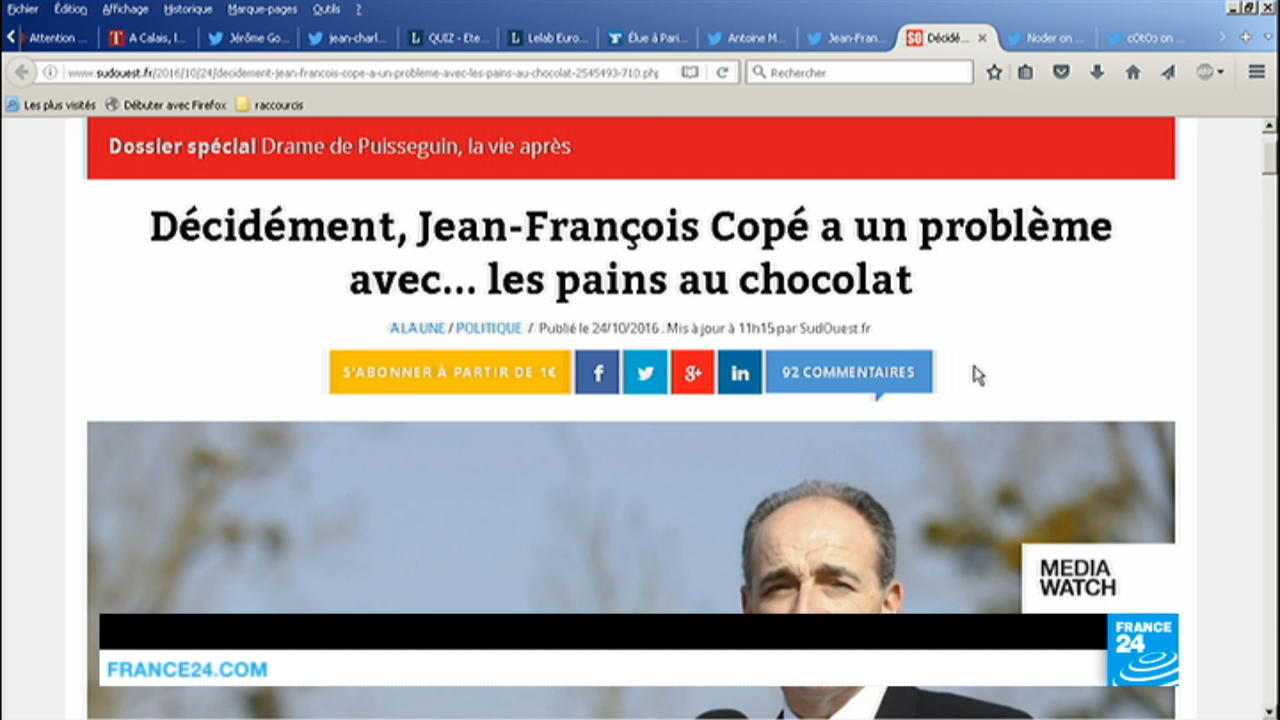 Fichier Édition Affichage Historique Marque-pages Outils ?
Attention ... A Calais, l... Jérôme Go... jean-charl... QUIZ - Ete... Lelab Euro... Élue à Pari... Antoine M... Jean-Fran... SO Décidé... Noder on ... cOtOs on ...
www.sudouest.fr/2016/10/24/decidement-jean-francois-cope-a-un-probleme-avec-les-pains-au-chocolat-2545493-710.php Rechercher
Les plus visités Débuter avec Firefox raccourcis
Dossier spécial Drame de Puisseguin, la vie après
Décidément, Jean-François Copé a un problème
avec... les pains au chocolat
A LA UNE / POLITIQUE / Publié le 24/10/2016 . Mis à jour à 11h15 par SudOuest.fr
S'ABONNER À PARTIR DE 1€ f g+ in 92 COMMENTAIRES
MEDIA
WATCH
FRANCE
24
FRANCE24.COM